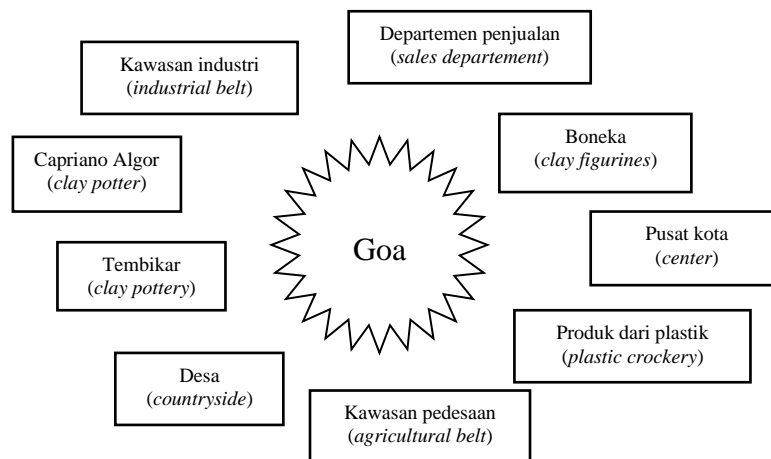 Departemen penjualan
(sales departement)
Kawasan industri
(industrial belt)
Boneka
(clay figurines)
Capriano Algor
(clay potter)
Pusat kota
(center)
Goa
Tembikar
(clay pottery)
Produk dari plastik
(plastic crockery)
Desa
(countryside)
Kawasan pedesaan
(agricultural belt)